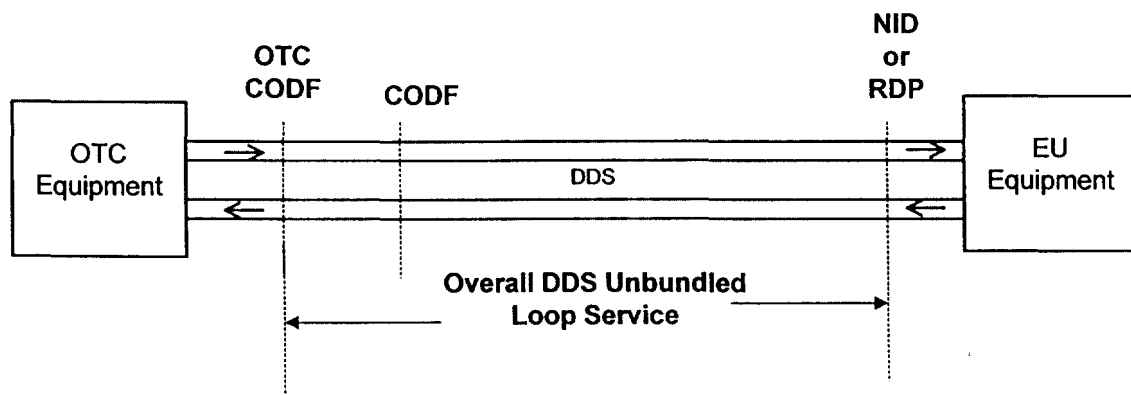 NID
or
RDP
OTC
CODF
CODF
OTC
Equipment
DDS
EU
Equipment
Overall DDS Unbundled
Loop Service